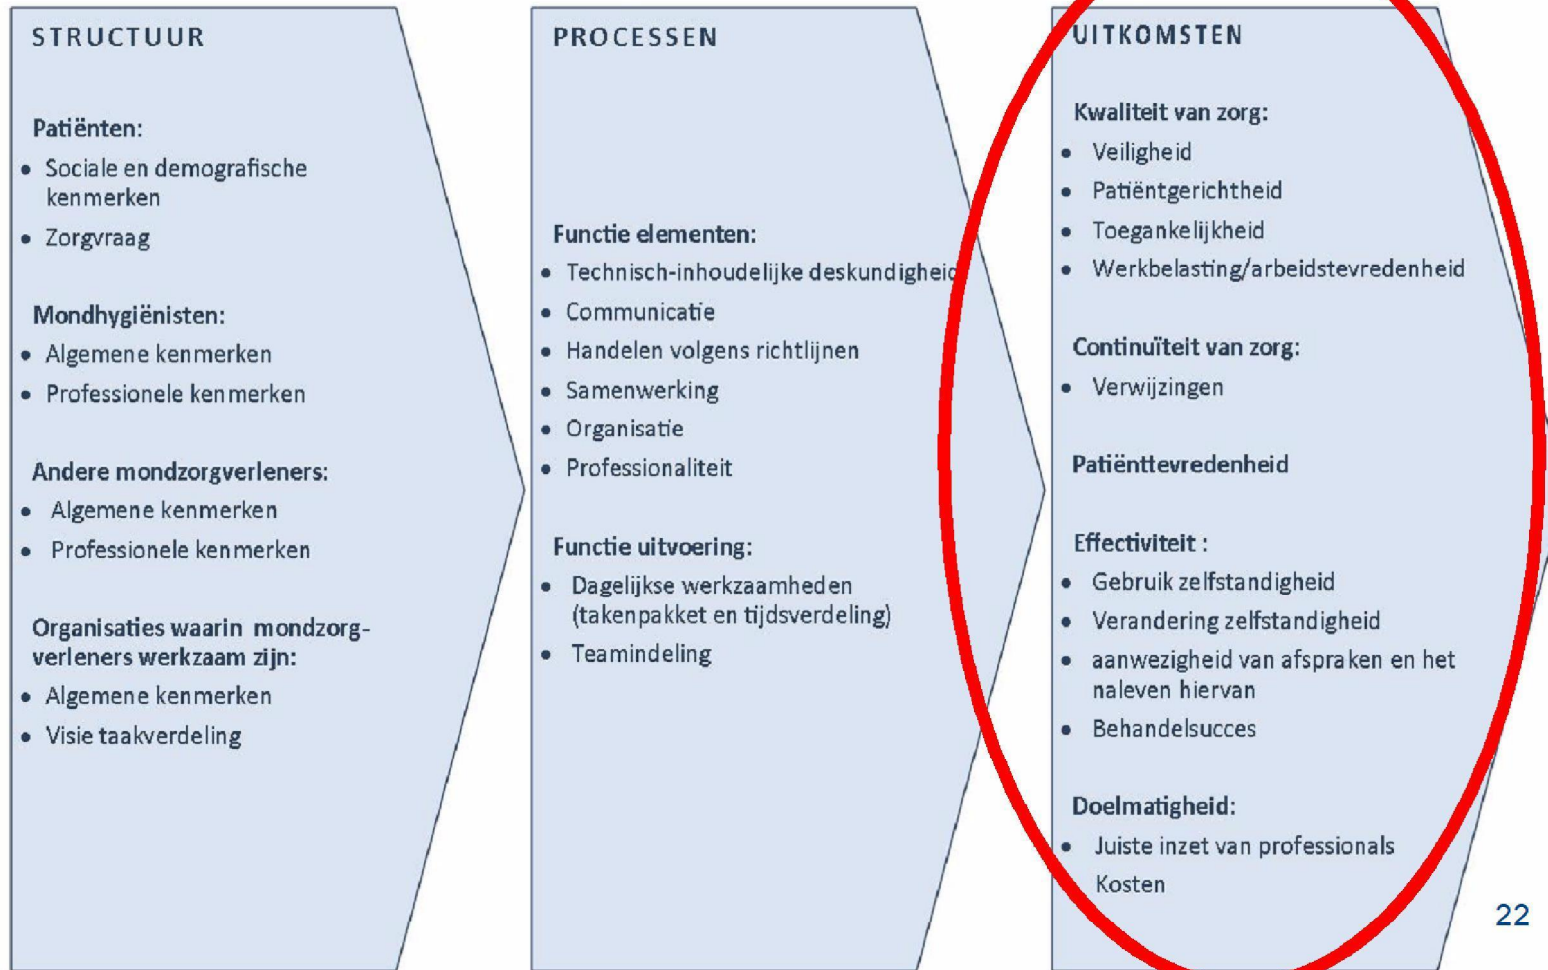 STRUCTUUR
Patiënten:
• Sociale en demografische
kenmerken
• Zorgvraag
Mondhygiënisten:
• Algemene kenmerken
• Professionele kenmerken
Andere mondzorgverleners:
• Algemene kenmerken
• Professionele kenmerken
Organisaties waarin mondzorg-
verleners werkzaam zijn:
• Algemene kenmerken
• Visie taakverdeling
PROCESSEN
Functie elementen:
• Technisch-inhoudelijke deskundigheid
• Communicatie
• Handelen volgens richtlijnen
• Samenwerking
• Organisatie
• Professionaliteit
Functie uitvoering:
• Dagelijkse werkzaamheden
(takenpakket en tijdsverdeling)
• Teamindeling
UITKOMSTEN
Kwaliteit van zorg:
• Veiligheid
• Patiëntgerichtheid
• Toegankelijkheid
• Werkbelasting/arbeidstevredenheid
Continuïteit van zorg:
• Verwijzingen
Patiënttevredenheid
Effectiviteit :
• Gebruik zelfstandigheid
• Verandering zelfstandigheid
• aanwezigheid van afspraken en het
naleven hiervan
• Behandelsucces
Doelmatigheid:
• Juiste inzet van professionals
Kosten
22